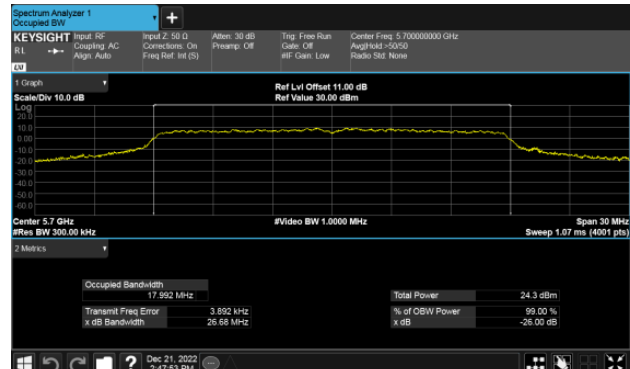 Spectrum Analyzer 1
Occupied BW
+
KEYSIGHT Input: RF Input Z: 50 Ω Atten: 30 dB Trig: Free Run Center Freq: 5.700000000 GHz
RL Coupling: AC Corrections: On Preamp: Off Gate: Off Avg|Hold:>50/50
Align: Auto Freq Ref: Int (S) #IF Gain: Low Radio Std: None
LXI
1 Graph
Ref Lvl Offset 11.00 dB
Scale/Div 10.0 dB Ref Value 30.00 dBm
Log
20.0
10.0
0.00
-10.0
-20.0
-30.0
-40.0
-50.0
-60.0
Center 5.7 GHz #Video BW 1.0000 MHz Span 30 MHz
#Res BW 300.00 kHz Sweep 1.07 ms (4001 pts)
2 Metrics
Occupied Bandwidth
17.992 MHz Total Power 24.3 dBm
Transmit Freq Error 3.892 kHz % of OBW Power 99.00 %
x dB Bandwidth 26.68 MHz x dB -26.00 dB
? Dec 21, 2022
2:47:53 PM